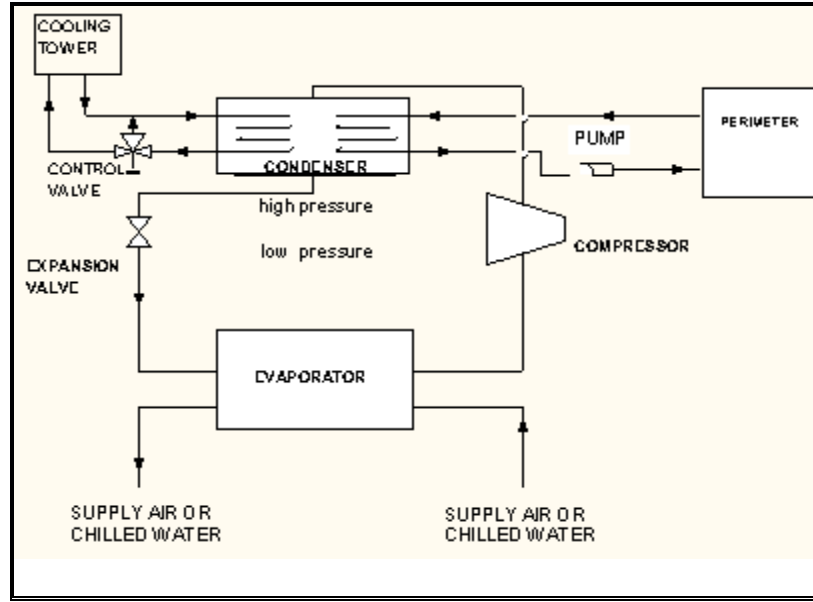 COOLING
TOWER
PERIMETER
PUMP
CONDENSER
CONTROL
VALVE
high pressure
low pressure
COMPRESSOR
EXPANSION
VALVE
EVAPORATOR
SUPPLY AIR OR
CHILLED WATER
SUPPLY AIR OR
CHILLED WATER